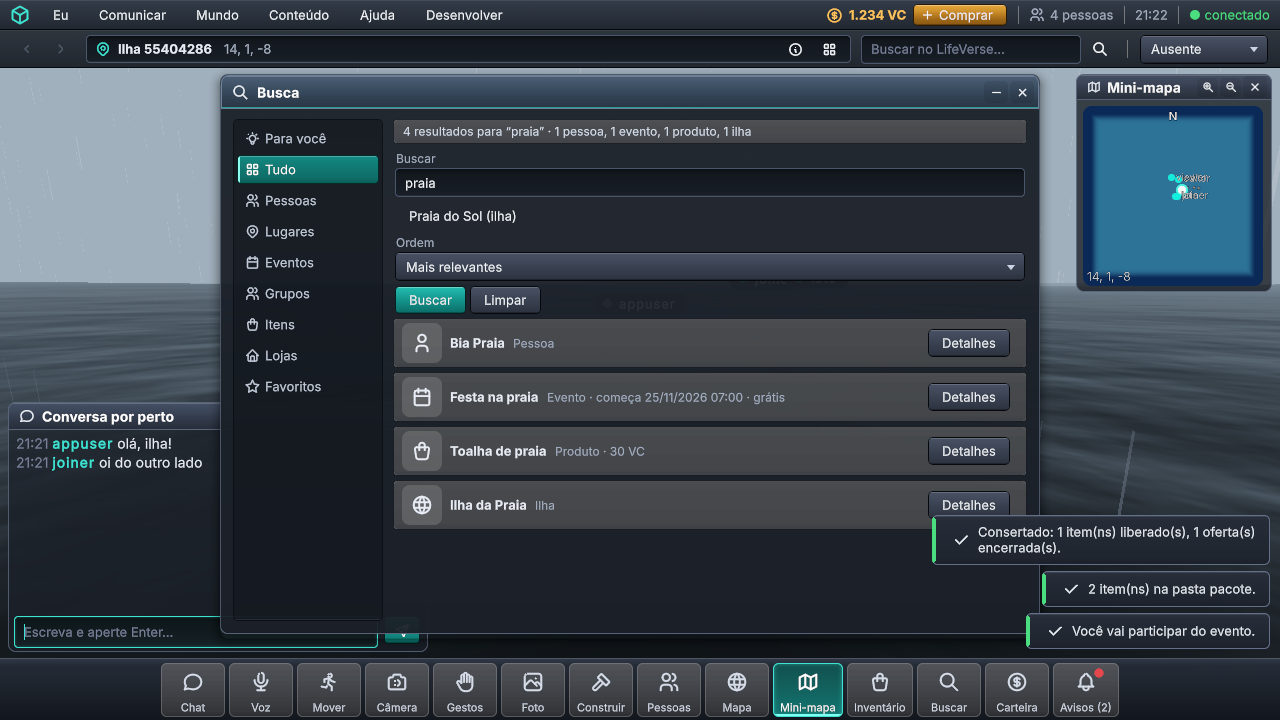 Eu Comunicar Mundo Conteúdo Ajuda Desenvolver 1.234 VC + Comprar 4 pessoas 21:22 conectado
Ilha 55404286 14, 1, -8 Buscar no LifeVerse... Ausente
Busca
Mini-mapa
N
14, 1, -8
Para você
Tudo
Pessoas
Lugares
Eventos
Grupos
Itens
Lojas
Favoritos
4 resultados para “praia” · 1 pessoa, 1 evento, 1 produto, 1 ilha
Buscar
praia
Praia do Sol (ilha)
Ordem
Mais relevantes
Buscar Limpar
appuser
Bia Praia Pessoa Detalhes
Festa na praia Evento · começa 25/11/2026 07:00 · grátis Detalhes
Toalha de praia Produto · 30 VC Detalhes
Ilha da Praia Ilha Detalhes
Conversa por perto
21:21 appuser olá, ilha!
21:21 joiner oi do outro lado
Escreva e aperte Enter...
Consertado: 1 item(ns) liberado(s), 1 oferta(s)
encerrada(s).
2 item(ns) na pasta pacote.
Você vai participar do evento.
Chat Voz Mover Câmera Gestos Foto Construir Pessoas Mapa Mini-mapa Inventário Buscar Carteira Avisos (2)